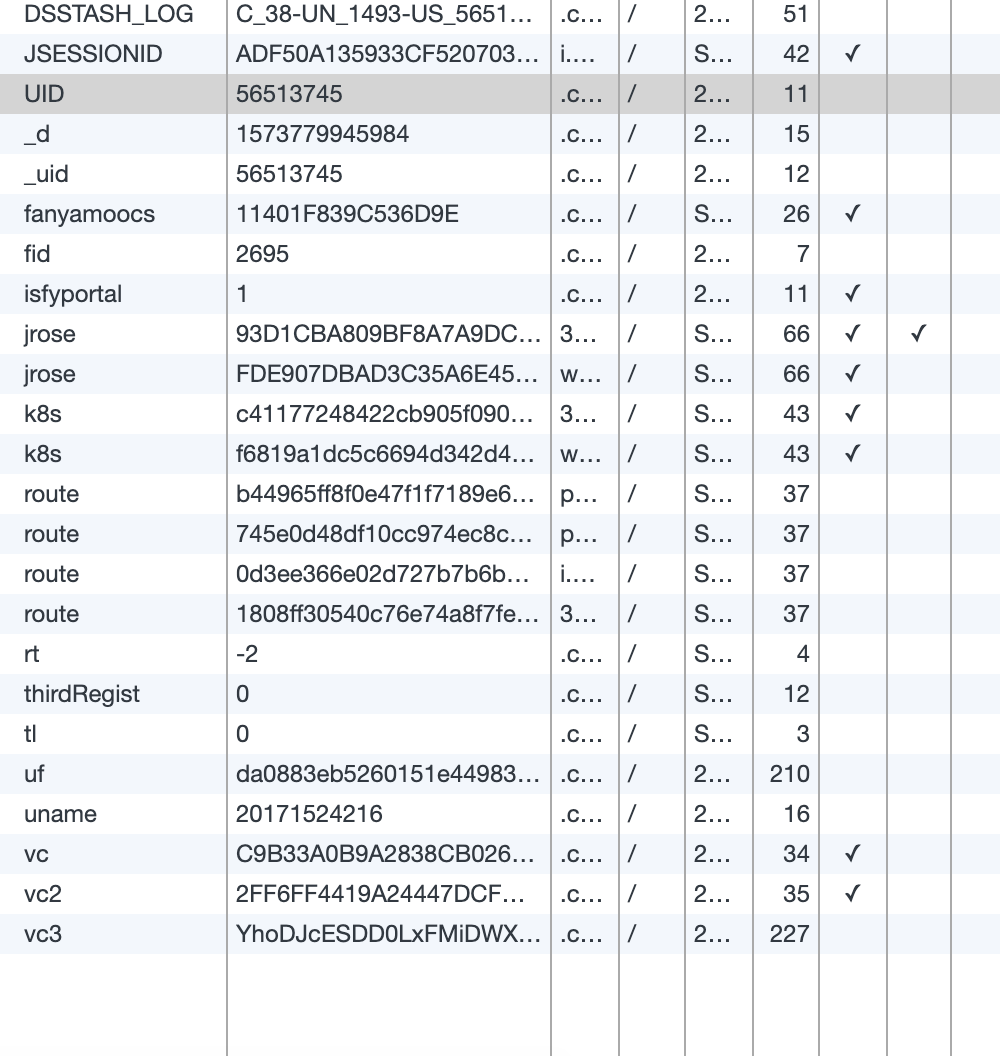 DSSTASH_LOG C_38-UN_1493-US_5651... .c... / 2... 51
JSESSIONID ADF50A135933CF520703... i.... / S... 42 ✓
UID 56513745 .c... / 2... 11
_d 1573779945984 .c... / 2... 15
_uid 56513745 .c... / 2... 12
fanyamoocs 11401F839C536D9E .c... / S... 26 ✓
fid 2695 .c... / 2... 7
isfyportal 1 .c... / 2... 11 ✓
jrose 93D1CBA809BF8A7A9DC... 3... / S... 66 ✓ ✓
jrose FDE907DBAD3C35A6E45... w... / S... 66 ✓
k8s c41177248422cb905f090... 3... / S... 43 ✓
k8s f6819a1dc5c6694d342d4... w... / S... 43 ✓
route b44965ff8f0e47f1f7189e6... p... / S... 37
route 745e0d48df10cc974ec8c... p... / S... 37
route 0d3ee366e02d727b7b6b... i.... / S... 37
route 1808ff30540c76e74a8f7fe... 3... / S... 37
rt -2 .c... / S... 4
thirdRegist 0 .c... / S... 12
tl 0 .c... / S... 3
uf da0883eb5260151e44983... .c... / 2... 210
uname 20171524216 .c... / 2... 16
vc C9B33A0B9A2838CB026... .c... / 2... 34 ✓
vc2 2FF6FF4419A24447DCF... .c... / 2... 35 ✓
vc3 YhoDJcESDD0LxFMiDWX... .c... / 2... 227